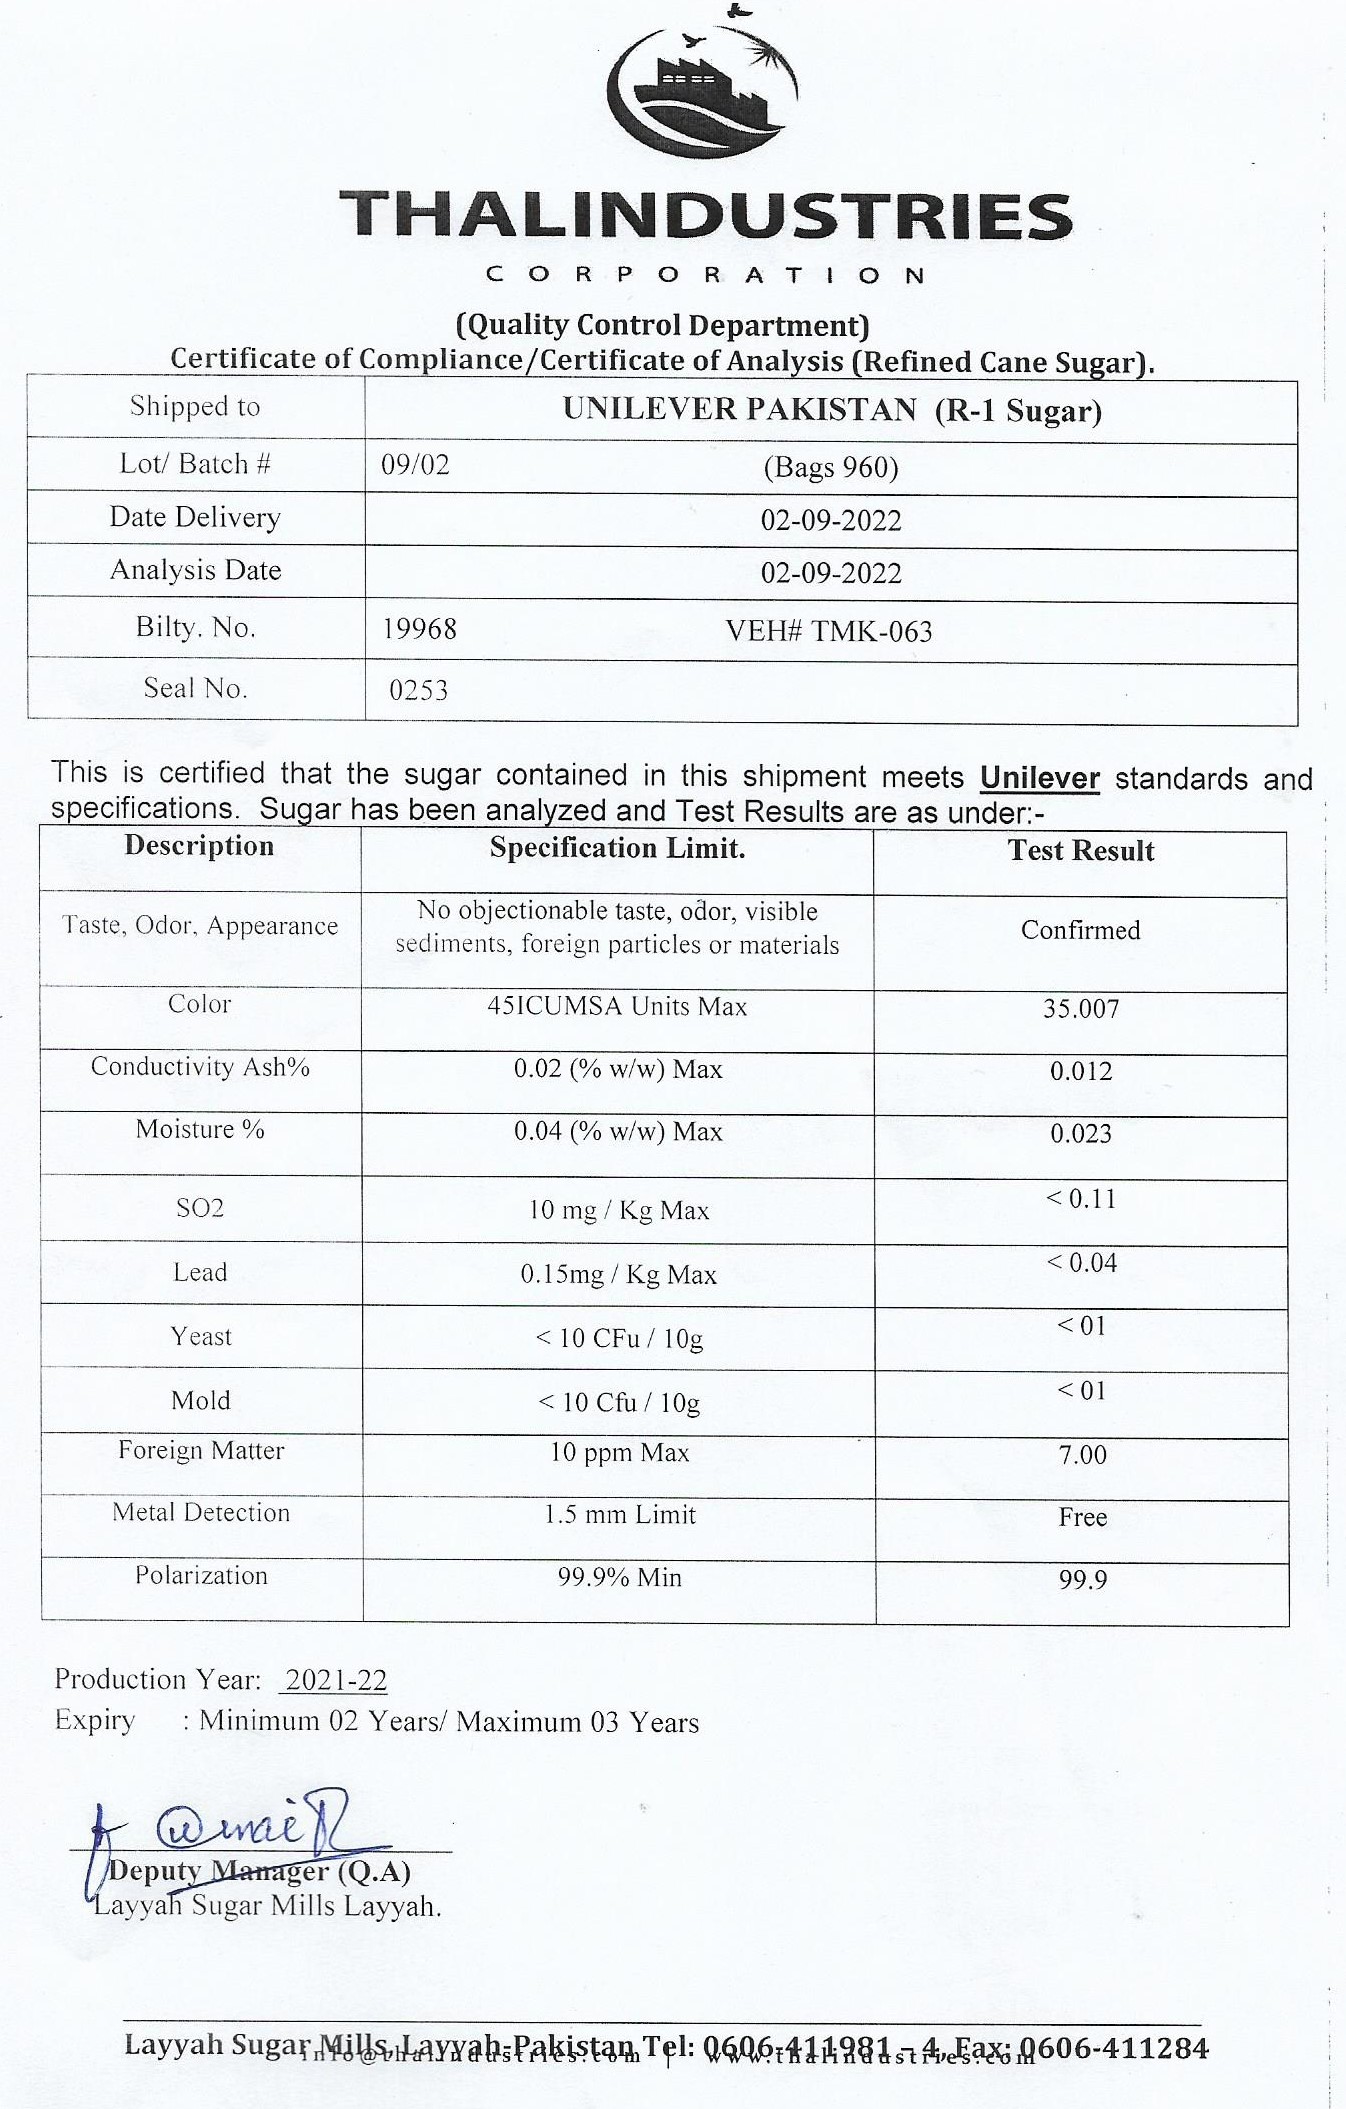 THALINDUSTRIES
CORPORATION
(Quality Control Department)
Certificate of Compliance/Certificate of Analysis (Refined Cane Sugar).
Shipped to UNILEVER PAKISTAN (R-1 Sugar)
Lot/ Batch # 09/02 (Bags 960)
Date Delivery 02-09-2022
Analysis Date 02-09-2022
Bilty. No. 19968 VEH# TMK-063
Seal No. 0253
This is certified that the sugar contained in this shipment meets Unilever standards and
specifications. Sugar has been analyzed and Test Results are as under:-
Description Specification Limit. Test Result
Taste, Odor, Appearance No objectionable taste, odor, visible sediments, foreign particles or materials Confirmed
Color 45ICUMSA Units Max 35.007
Conductivity Ash% 0.02 (% w/w) Max 0.012
Moisture % 0.04 (% w/w) Max 0.023
SO2 10 mg / Kg Max < 0.11
Lead 0.15mg / Kg Max < 0.04
Yeast < 10 CFu / 10g < 01
Mold < 10 Cfu / 10g < 01
Foreign Matter 10 ppm Max 7.00
Metal Detection 1.5 mm Limit Free
Polarization 99.9% Min 99.9
Production Year: 2021-22
Expiry : Minimum 02 Years/ Maximum 03 Years
Deputy Manager (Q.A)
Layyah Sugar Mills Layyah.
Layyah Sugar Mills, Layyah-Pakistan Tel: 0606-411981 – 4, Fax: 0606-411284
info@thalindustries.com | www.thalindustries.com